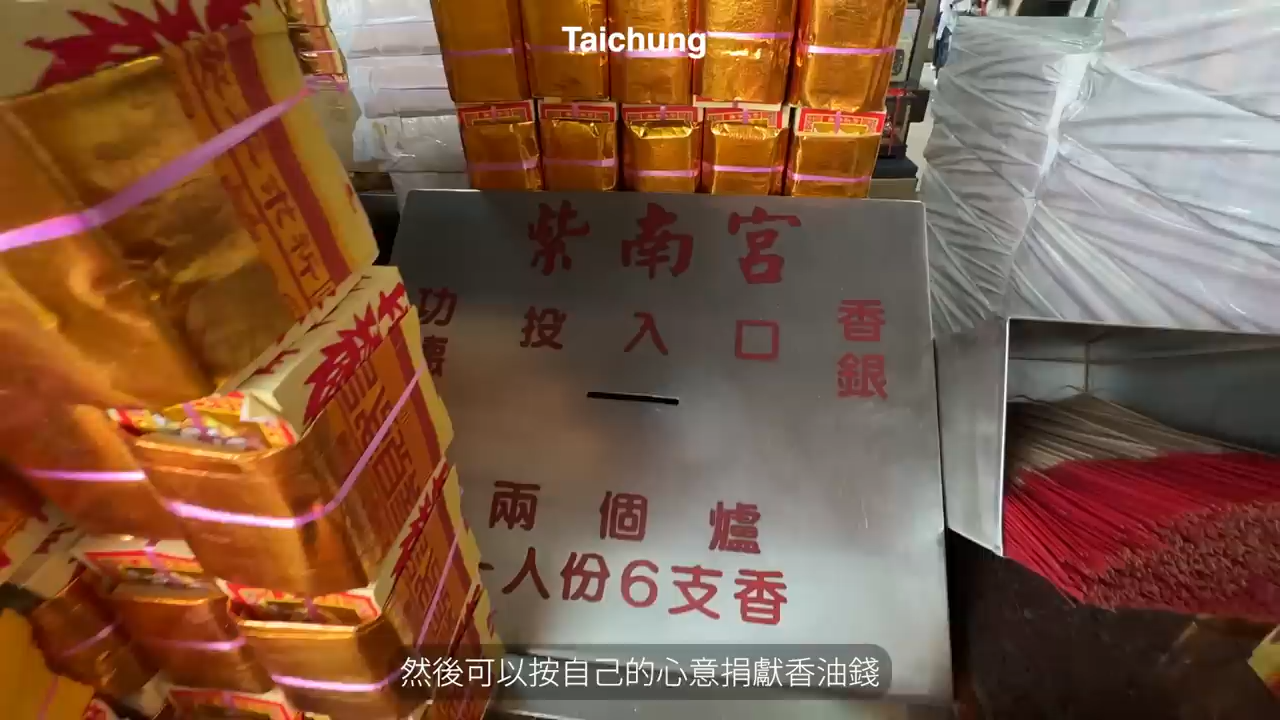 Taichung
紫南宮
功德
投入口
香銀
兩個爐
一人份6支香
然後可以按自己的心意捐獻香油錢